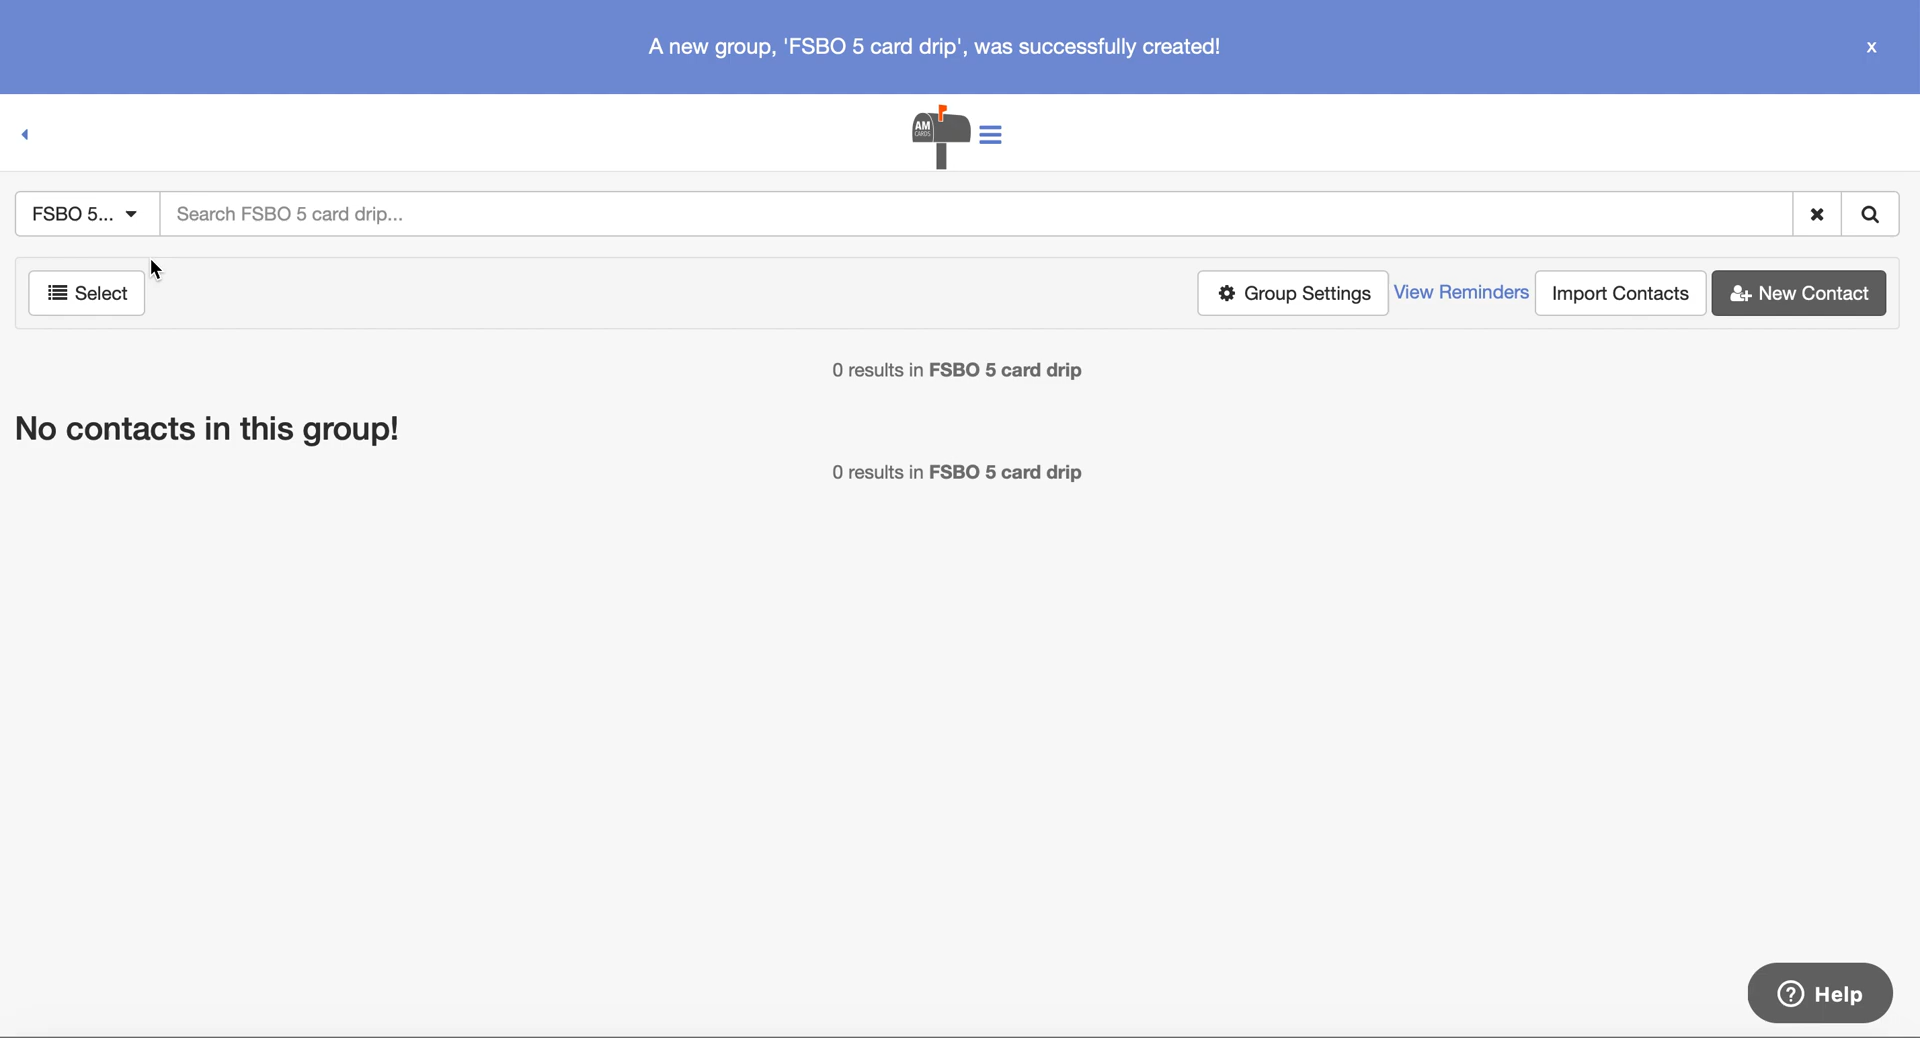 A new group, 'FSBO 5 card drip', was successfully created!
x
AM
CARDS
FSBO 5...
Search FSBO 5 card drip...
Select
Group Settings
View Reminders
Import Contacts
New Contact
0 results in FSBO 5 card drip
No contacts in this group!
0 results in FSBO 5 card drip
Help